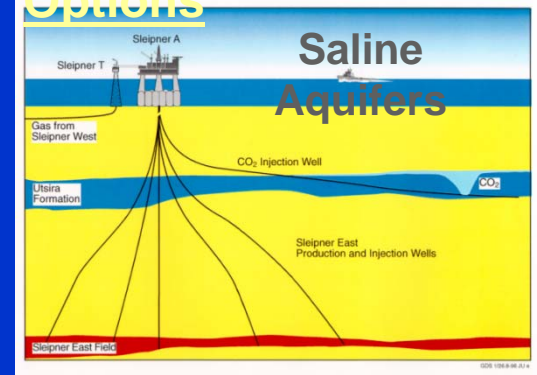 Options
Sleipner A
Saline
Aquifers
Sleipner T
Gas from
Sleipner West
CO₂ Injection Well
Utsira
Formation
CO₂
Sleipner East
Production and Injection Wells
Sleipner East Field